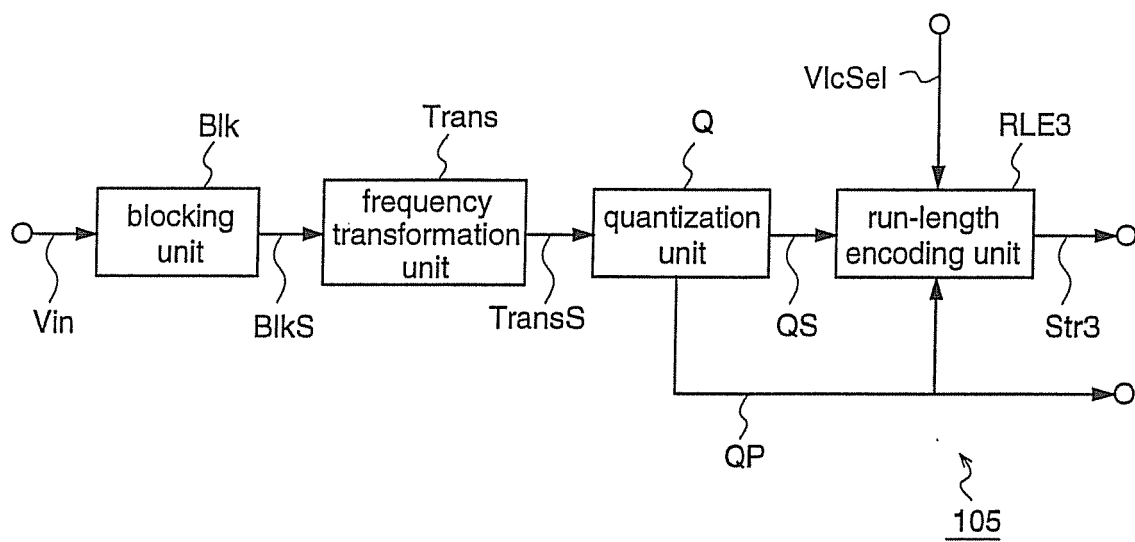 VlcSel
Blk
Trans
Q
RLE3
blocking
unit
frequency
transformation
unit
quantization
unit
run-length
encoding unit
Vin
BlkS
TransS
QS
Str3
QP
105